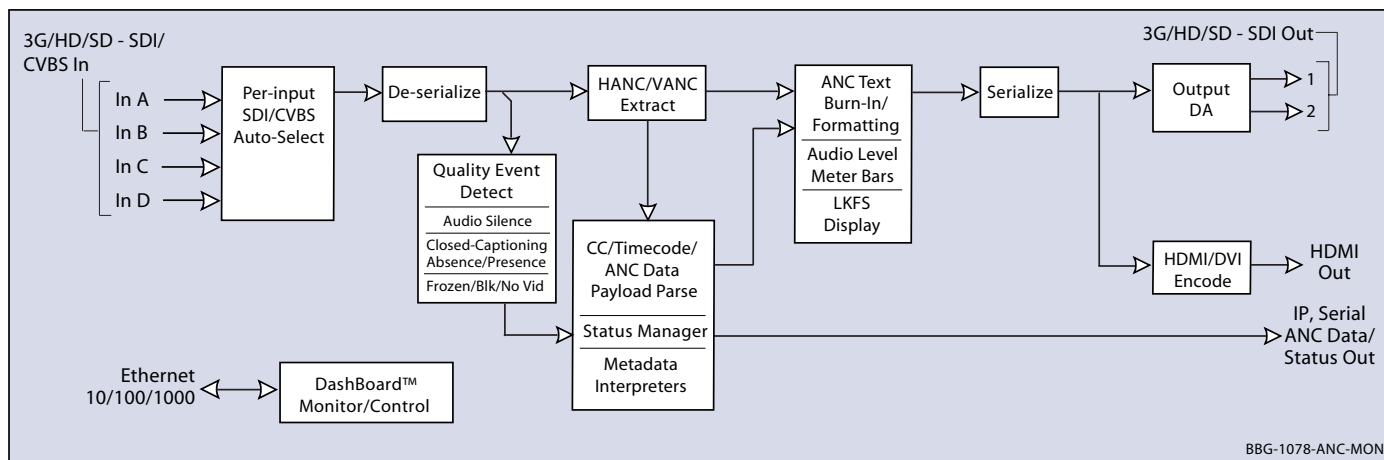 3G/HD/SD - SDI/
CVBS In
In A
In B
In C
In D
Per-input
SDI/CVBS
Auto-Select
De-serialize
Quality Event
Detect
Audio Silence
Closed-Captioning
Absence/Presence
Frozen/Blk/No Vid
HANC/VANC
Extract
CC/Timecode/
ANC Data
Payload Parse
Status Manager
Metadata
Interpreters
ANC Text
Burn-In/
Formatting
Audio Level
Meter Bars
LKFS
Display
Serialize
3G/HD/SD - SDI Out
Output
DA
1
2
HDMI/DVI
Encode
HDMI
Out
IP, Serial
ANC Data/
Status Out
Ethernet
10/100/1000
DashBoard™
Monitor/Control
BBG-1078-ANC-MON